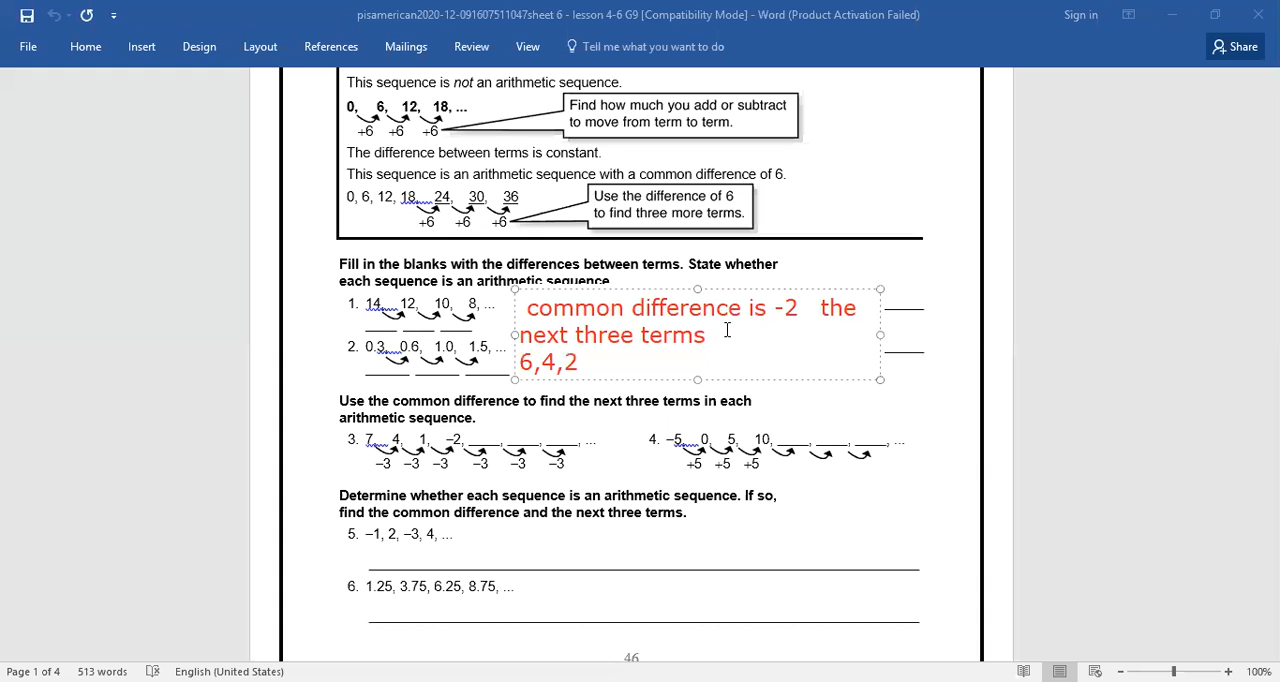 pisamerican2020-12-091607511047sheet 6 - lesson 4-6 G9 [Compatibility Mode] - Word (Product Activation Failed)
Sign in
File Home Insert Design Layout References Mailings Review View Tell me what you want to do Share
This sequence is not an arithmetic sequence.
0, 6, 12, 18, ...
+6 +6 +6
Find how much you add or subtract
to move from term to term.
The difference between terms is constant.
This sequence is an arithmetic sequence with a common difference of 6.
0, 6, 12, 18, 24, 30, 36
+6 +6 +6
Use the difference of 6
to find three more terms.
Fill in the blanks with the differences between terms. State whether
each sequence is an arithmetic sequence.
1. 14, 12, 10, 8, ...
common difference is -2 the
next three terms
6,4,2
2. 0.3, 0.6, 1.0, 1.5, ...
Use the common difference to find the next three terms in each
arithmetic sequence.
3. 7, 4, 1, −2, ____, ____, ____, ...
−3 −3 −3 −3 −3 −3
4. −5, 0, 5, 10, ____, ____, ____, ...
+5 +5 +5
Determine whether each sequence is an arithmetic sequence. If so,
find the common difference and the next three terms.
5. −1, 2, −3, 4, ...
6. 1.25, 3.75, 6.25, 8.75, ...
46
Page 1 of 4 513 words English (United States) 100%